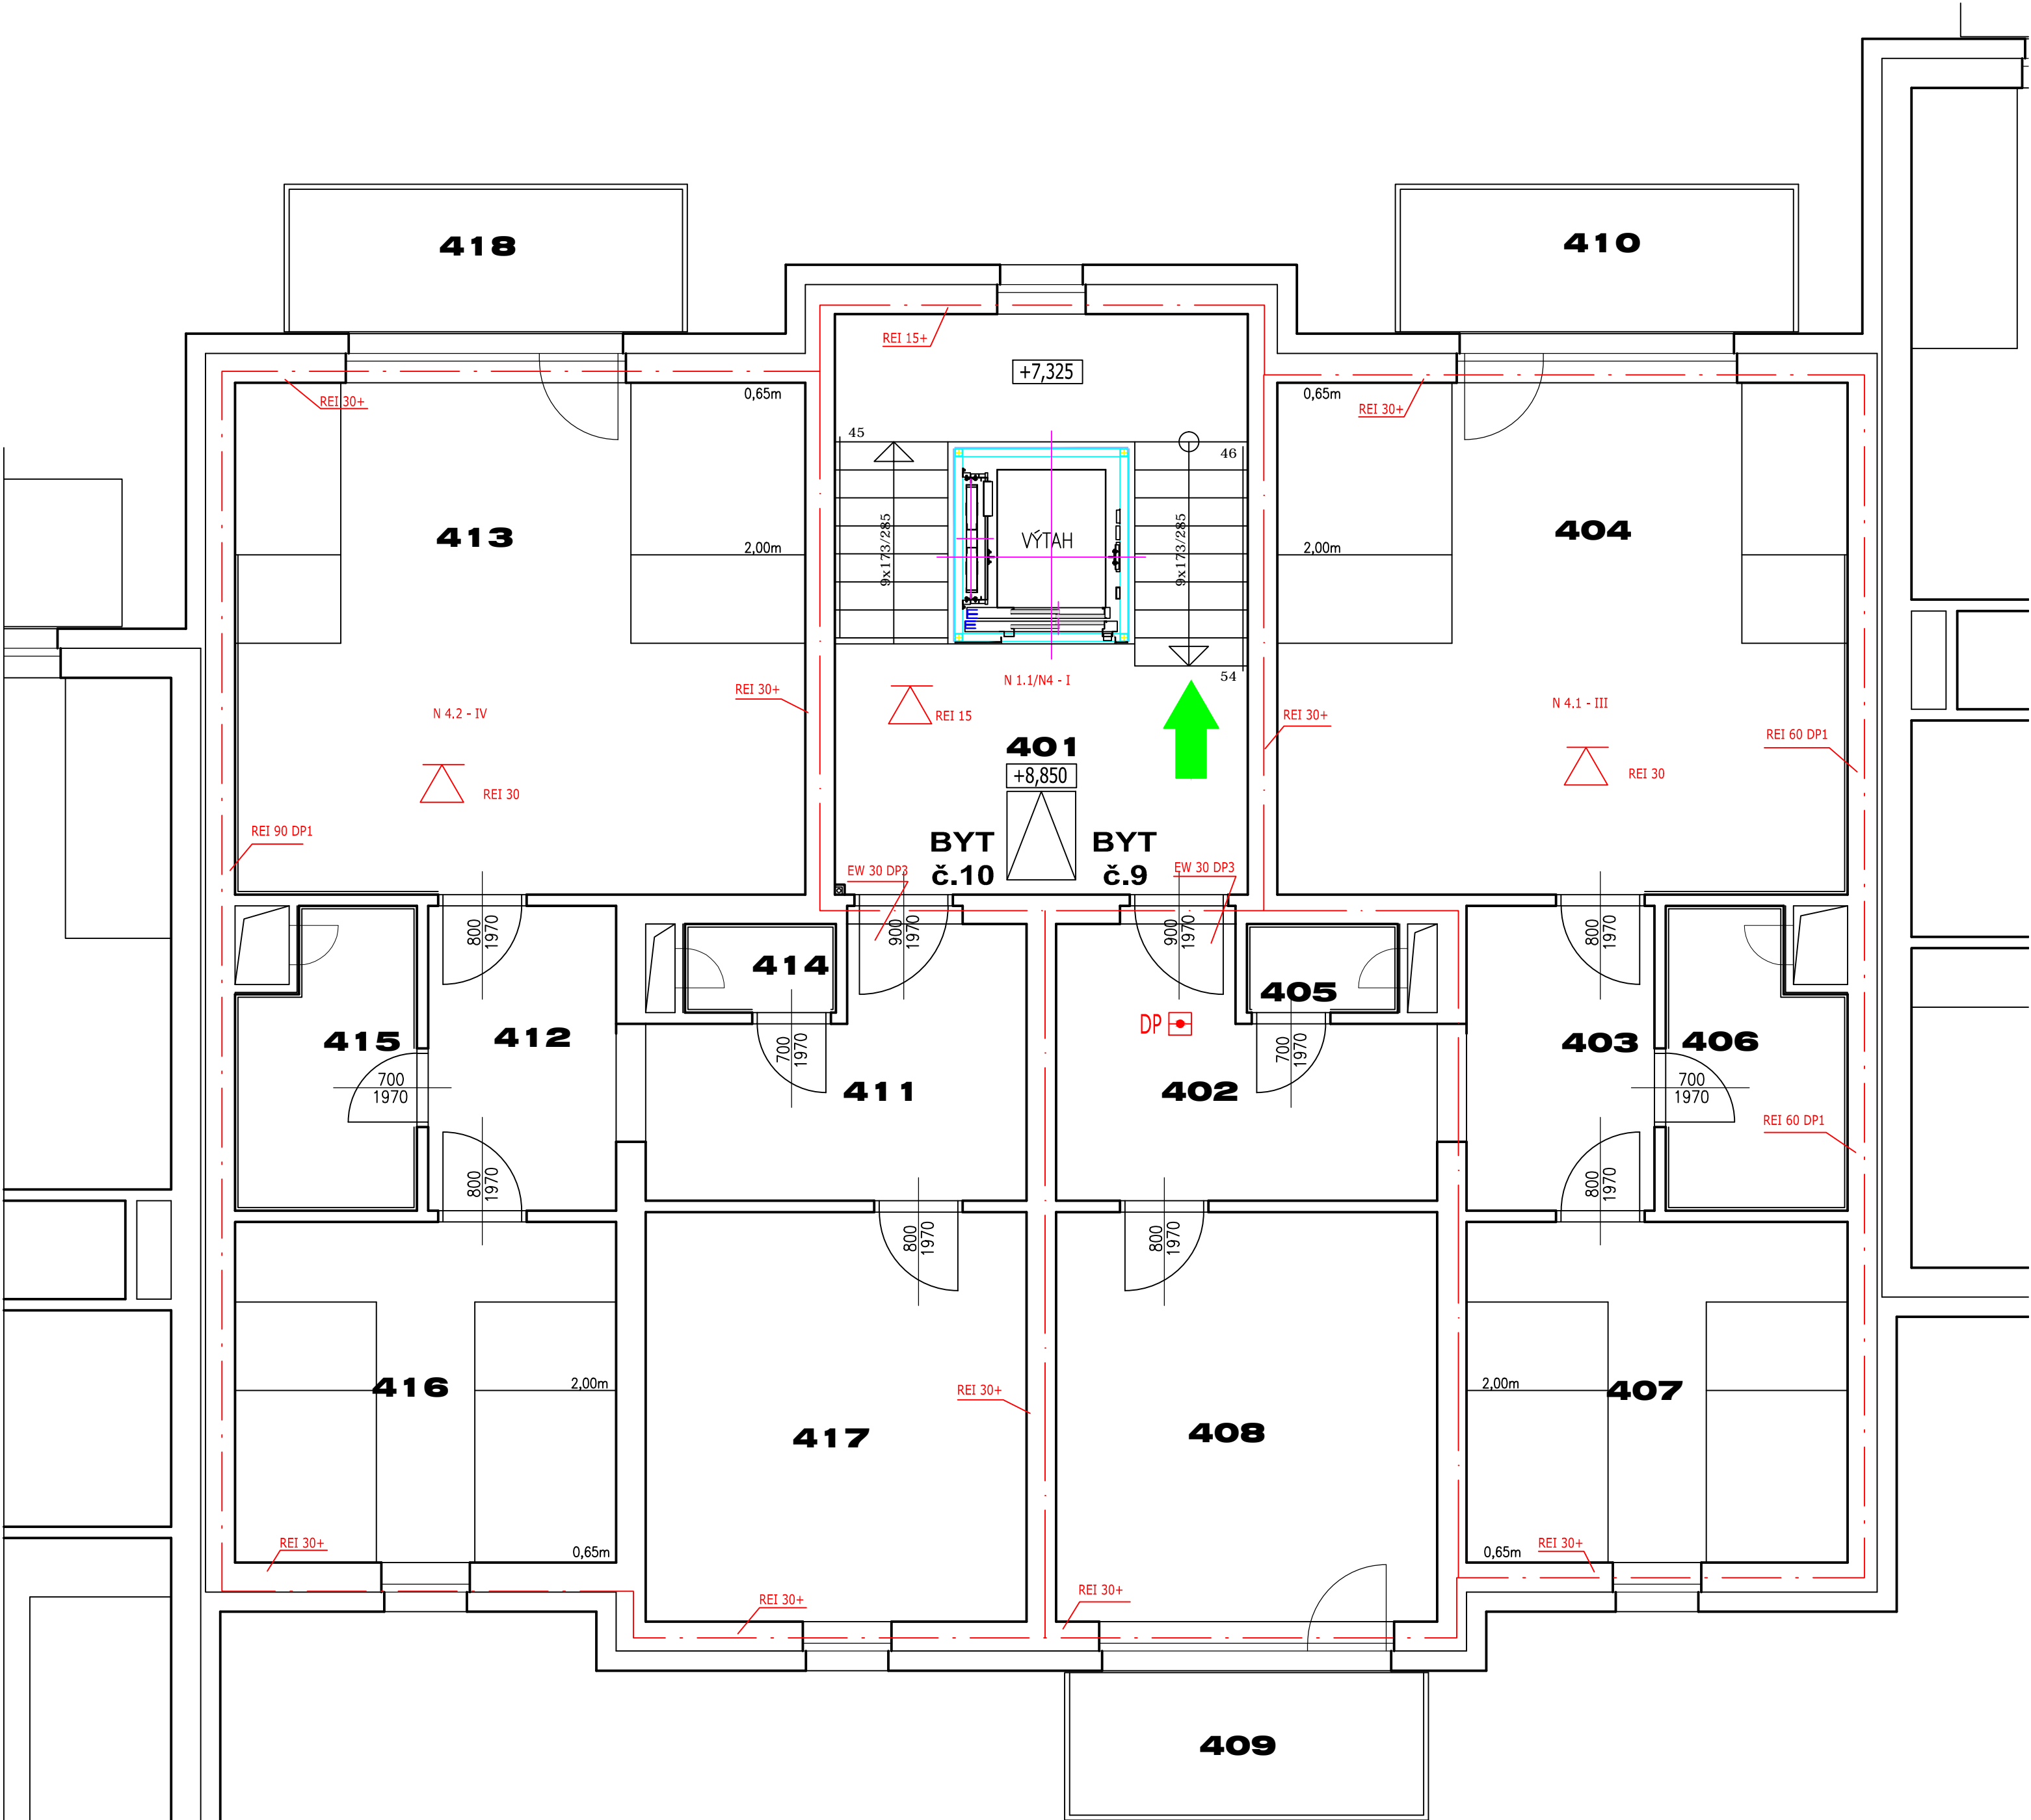 418
410
REI 15+
+7,325
REI 30+
0,65m
0,65m
REI 30+
45
46
413
9x173/285
VÝTAH
9x173/285
404
2,00m
2,00m
54
N 1.1/N4 - I
REI 30+
N 4.2 - IV
REI 15
REI 30+
N 4.1 - III
REI 60 DP1
401
+8,850
REI 30
REI 30
REI 90 DP1
BYT
č.10
BYT
č.9
EW 30 DP3
EW 30 DP3
800
1970
900
1970
900
1970
800
1970
414
405
415
412
DP
403
406
700
1970
700
1970
700
1970
700
1970
411
402
REI 60 DP1
800
1970
800
1970
800
1970
800
1970
416
2,00m
REI 30+
2,00m
407
417
408
REI 30+
0,65m
0,65m
REI 30+
REI 30+
REI 30+
409